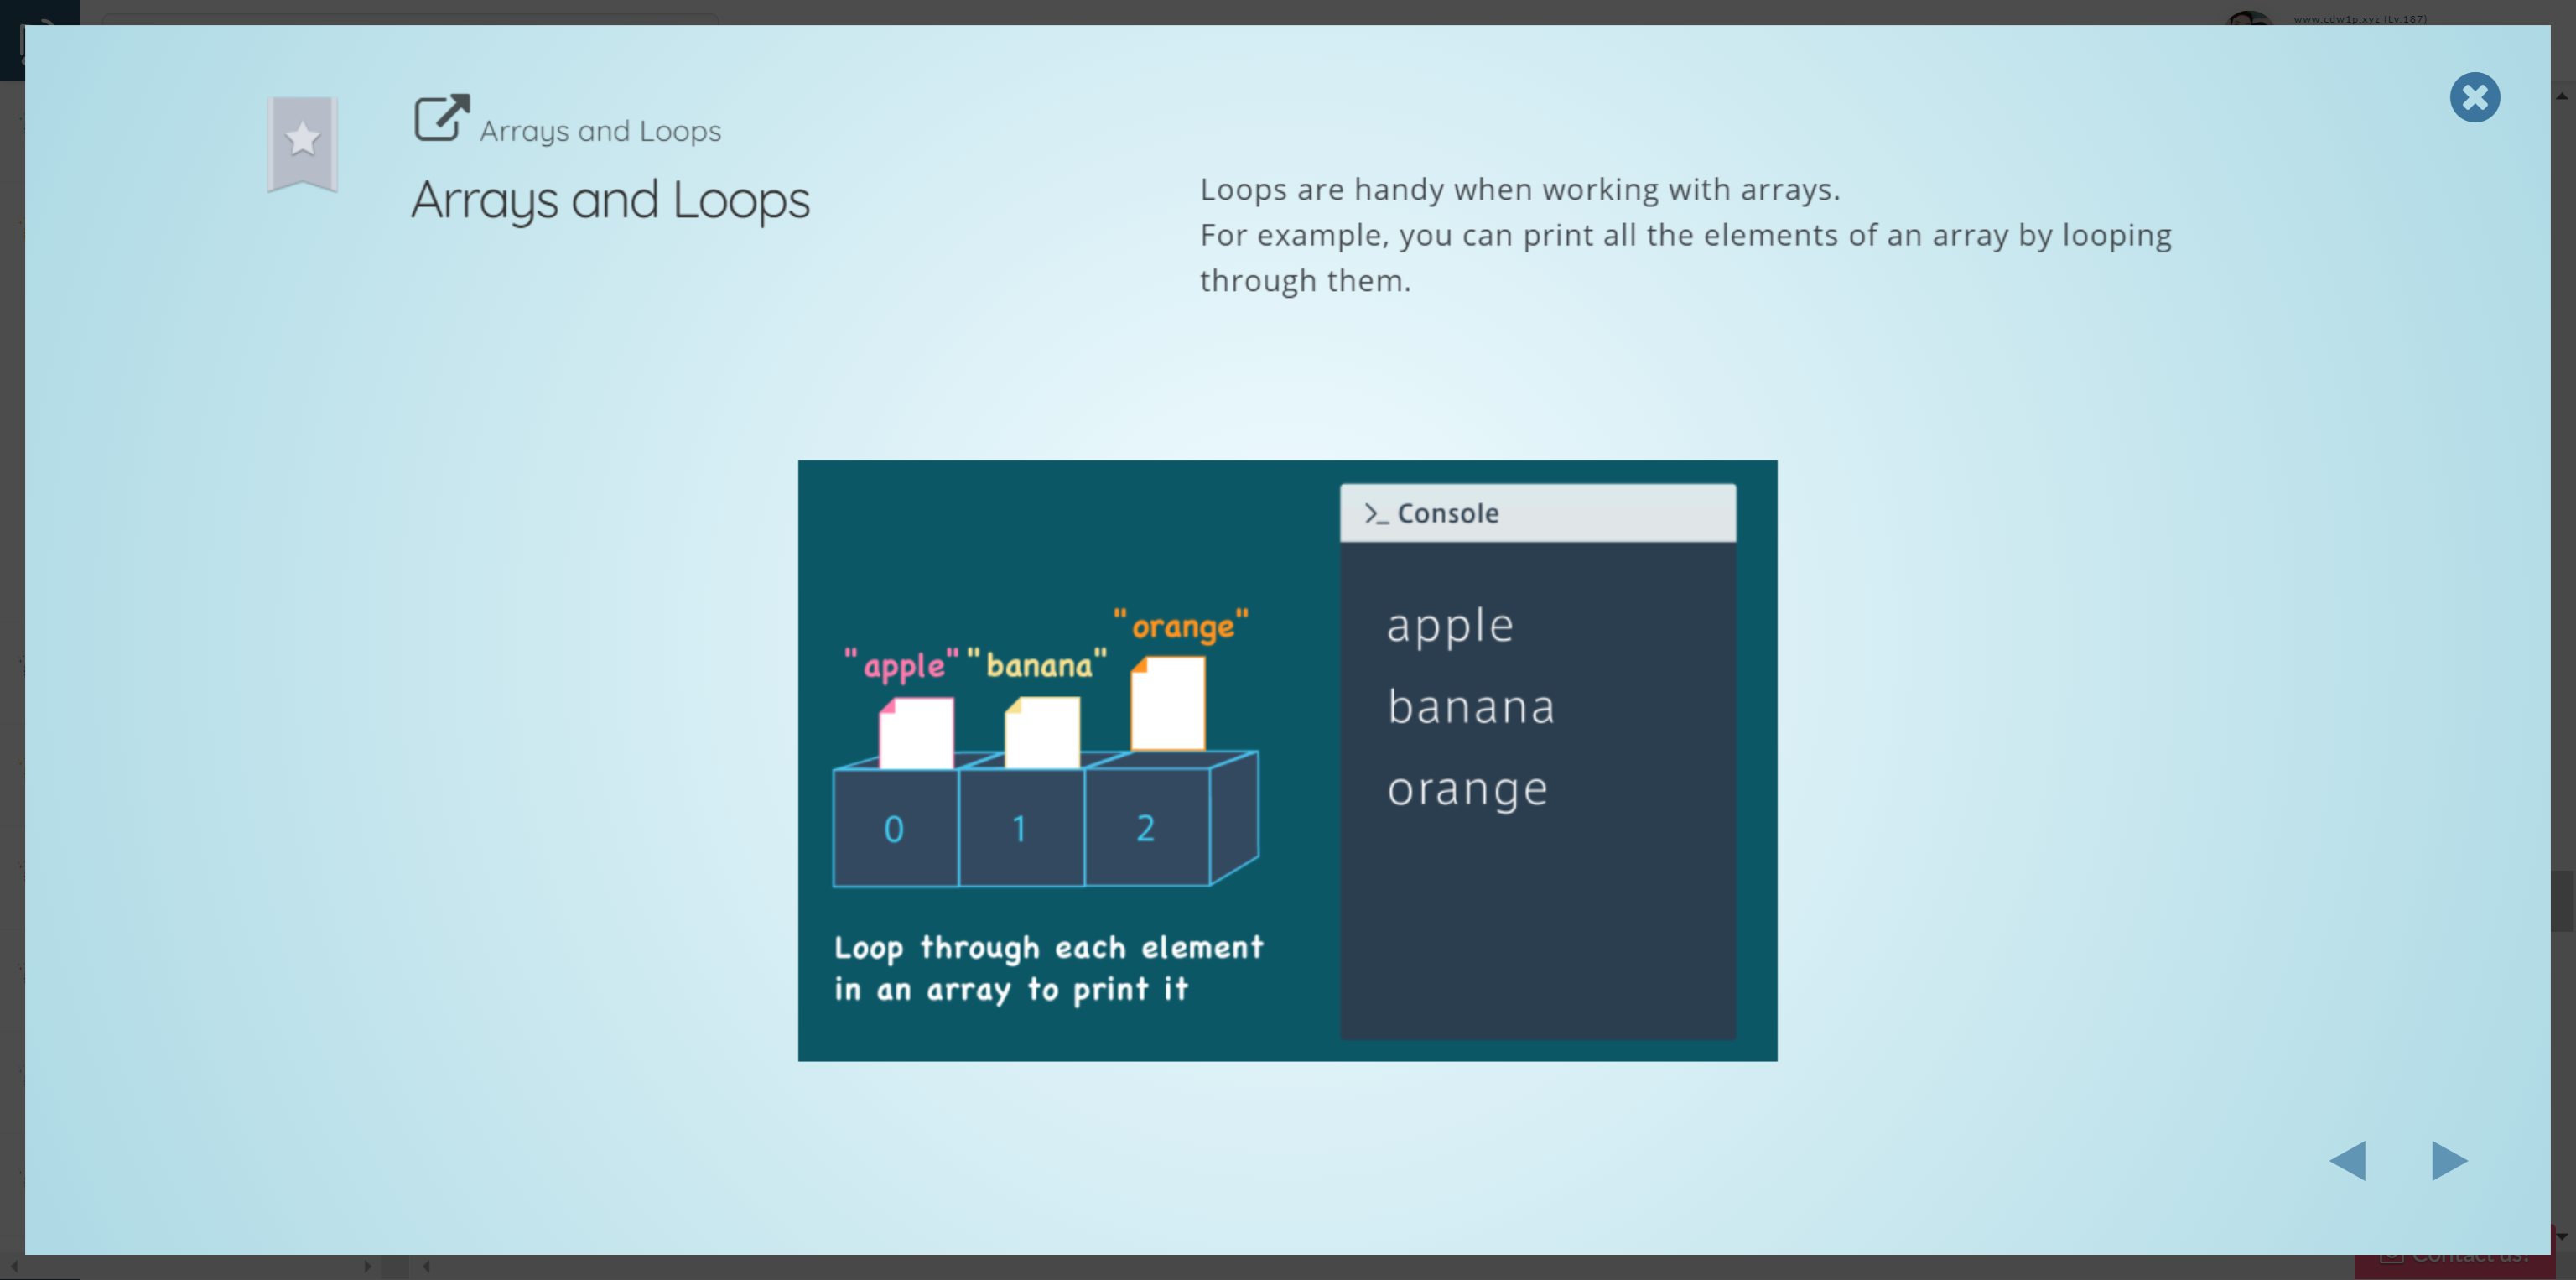 www.cdw1p.xyz (Lv.187)
Arrays and Loops
Arrays and Loops
Loops are handy when working with arrays.
For example, you can print all the elements of an array by looping
through them.
>_ Console
"apple" "banana" "orange"
0 1 2
Loop through each element
in an array to print it
apple
banana
orange
Contact us!